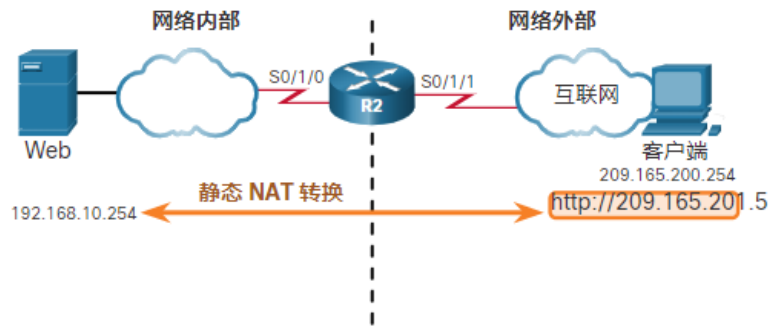 网络内部
网络外部
S0/1/0
S0/1/1
R2
互联网
Web
客户端
209.165.200.254
静态 NAT 转换
http://209.165.201.5
192.168.10.254